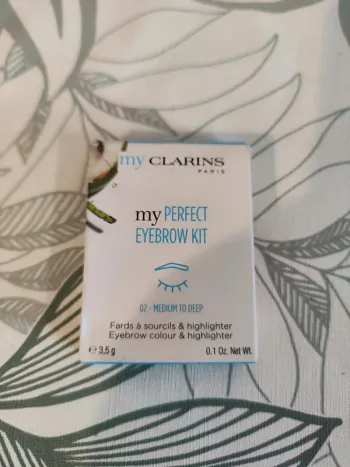 my CLARINS
PARIS
my PERFECT
EYEBROW KIT
02 - MEDIUM TO DEEP
Fards à sourcils & highlighter
Eyebrow colour & highlighter
℮ 3,5 g 0.1 Oz. Net Wt.